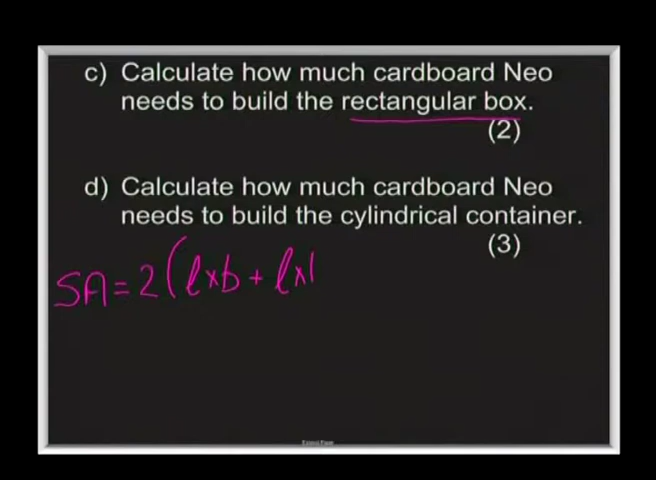 c) Calculate how much cardboard Neo
needs to build the rectangular box.
(2)
d) Calculate how much cardboard Neo
needs to build the cylindrical container.
(3)
SA = 2(l×b + l×